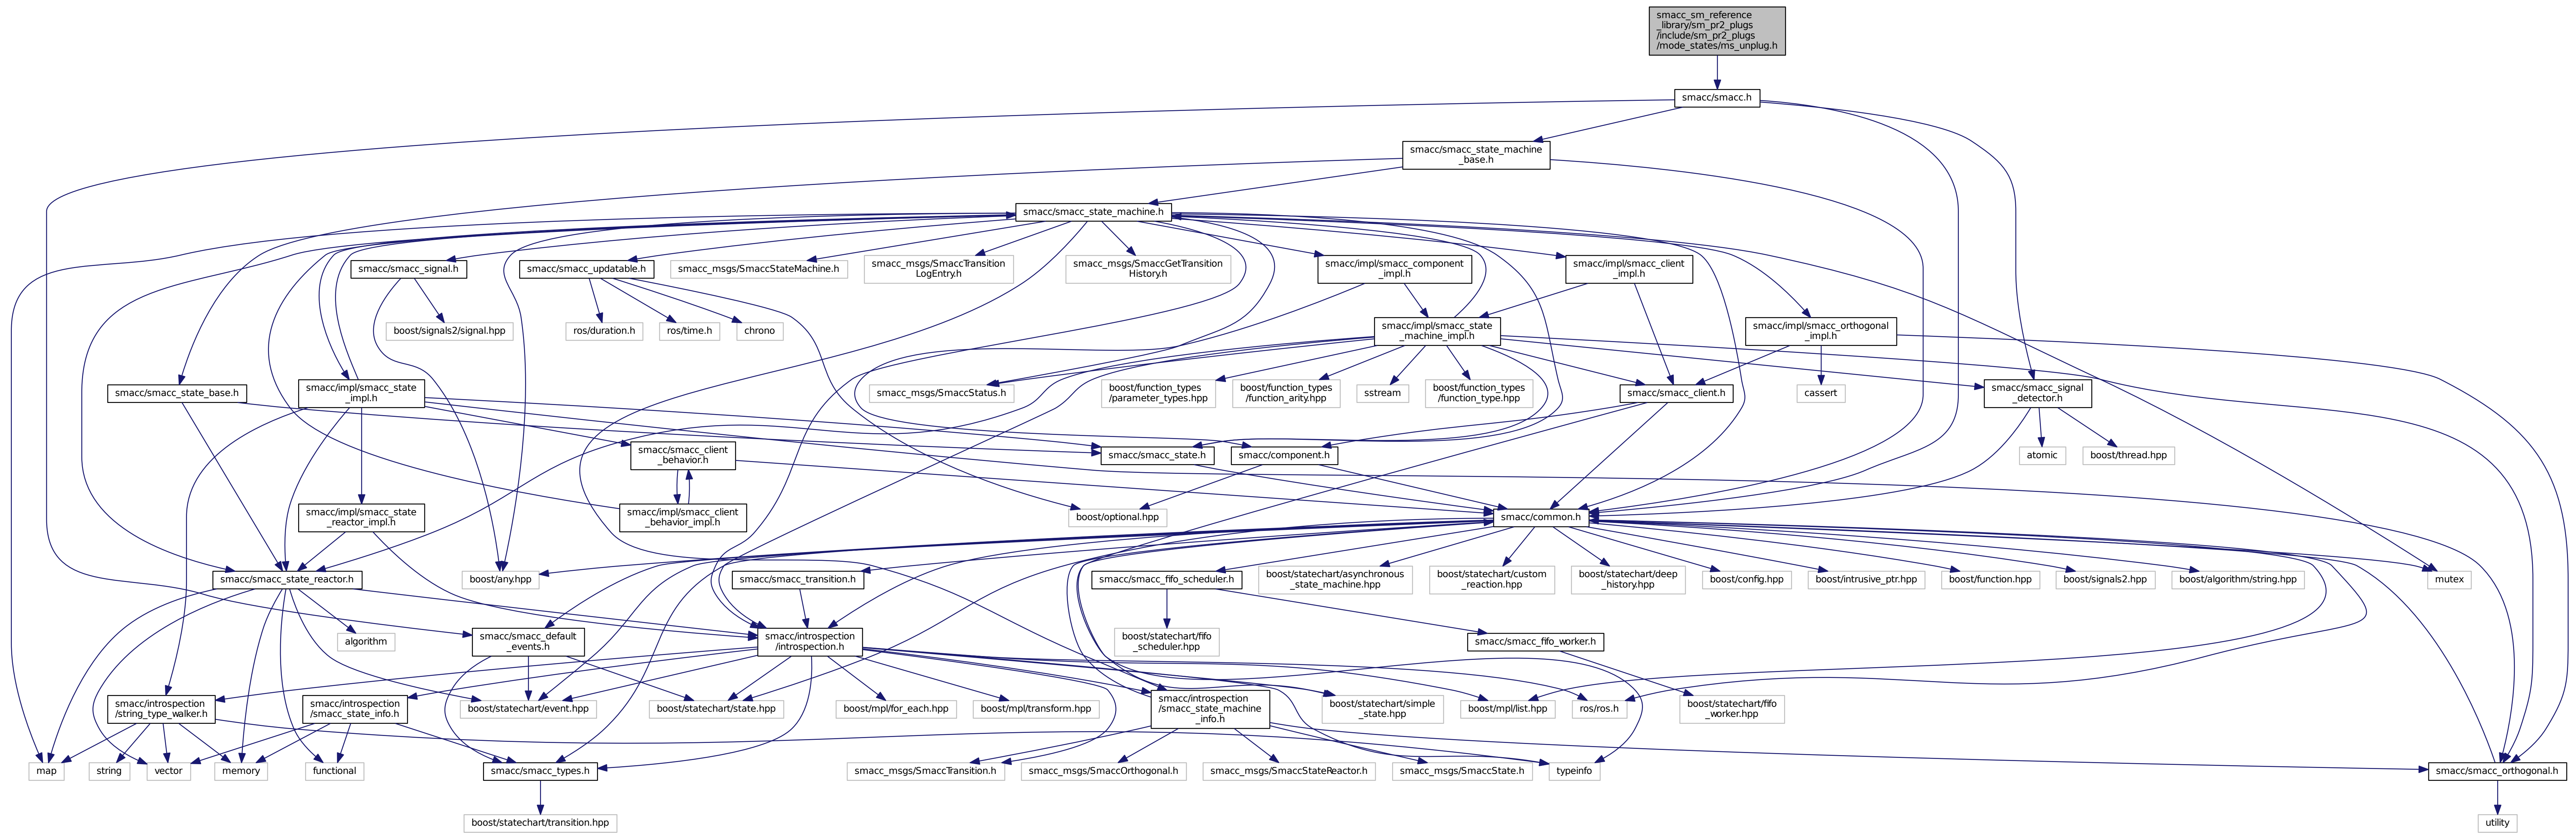 smacc_sm_reference
_library/sm_pr2_plugs
/include/sm_pr2_plugs
/mode_states/ms_unplug.h
smacc/smacc.h
smacc/smacc_state_machine
_base.h
smacc/smacc_state_machine.h
smacc/smacc_signal.h
smacc/smacc_updatable.h
smacc_msgs/SmaccStateMachine.h
smacc_msgs/SmaccTransition
LogEntry.h
smacc_msgs/SmaccGetTransition
History.h
smacc/impl/smacc_component
_impl.h
smacc/impl/smacc_client
_impl.h
boost/signals2/signal.hpp
ros/duration.h
ros/time.h
chrono
smacc/impl/smacc_state
_machine_impl.h
smacc/impl/smacc_orthogonal
_impl.h
smacc/smacc_state_base.h
smacc/impl/smacc_state
_impl.h
smacc_msgs/SmaccStatus.h
boost/function_types
/parameter_types.hpp
boost/function_types
/function_arity.hpp
sstream
boost/function_types
/function_type.hpp
smacc/smacc_client.h
cassert
smacc/smacc_signal
_detector.h
smacc/smacc_client
_behavior.h
smacc/smacc_state.h
smacc/component.h
atomic
boost/thread.hpp
smacc/impl/smacc_state
_reactor_impl.h
smacc/impl/smacc_client
_behavior_impl.h
boost/optional.hpp
smacc/common.h
smacc/smacc_state_reactor.h
boost/any.hpp
smacc/smacc_transition.h
smacc/smacc_fifo_scheduler.h
boost/statechart/asynchronous
_state_machine.hpp
boost/statechart/custom
_reaction.hpp
boost/statechart/deep
_history.hpp
boost/config.hpp
boost/intrusive_ptr.hpp
boost/function.hpp
boost/signals2.hpp
boost/algorithm/string.hpp
mutex
algorithm
smacc/smacc_default
_events.h
smacc/introspection
/introspection.h
boost/statechart/fifo
_scheduler.hpp
smacc/smacc_fifo_worker.h
smacc/introspection
/string_type_walker.h
smacc/introspection
/smacc_state_info.h
boost/statechart/event.hpp
boost/statechart/state.hpp
boost/mpl/for_each.hpp
boost/mpl/transform.hpp
smacc/introspection
/smacc_state_machine
_info.h
boost/statechart/simple
_state.hpp
boost/mpl/list.hpp
ros/ros.h
boost/statechart/fifo
_worker.hpp
map
string
vector
memory
functional
smacc/smacc_types.h
smacc_msgs/SmaccTransition.h
smacc_msgs/SmaccOrthogonal.h
smacc_msgs/SmaccStateReactor.h
smacc_msgs/SmaccState.h
typeinfo
smacc/smacc_orthogonal.h
boost/statechart/transition.hpp
utility